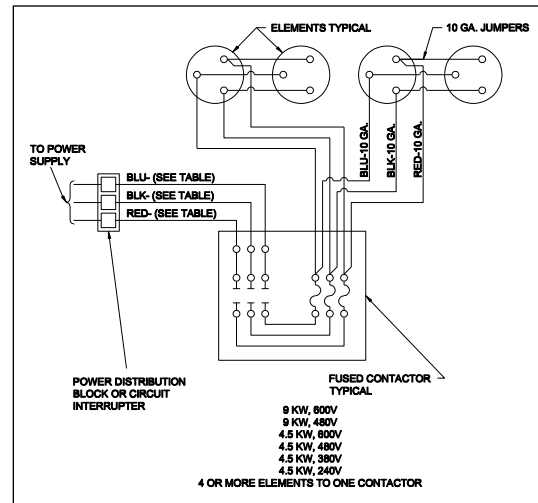 ELEMENTS TYPICAL
10 GA. JUMPERS
BLU-10 GA.
BLK-10 GA.
RED-10 GA.
TO POWER
SUPPLY
BLU- (SEE TABLE)
BLK- (SEE TABLE)
RED- (SEE TABLE)
POWER DISTRIBUTION
BLOCK OR CIRCUIT
INTERRUPTER
FUSED CONTACTOR
TYPICAL
9 KW, 600V
9 KW, 480V
4.5 KW, 600V
4.5 KW, 480V
4.5 KW, 380V
4.5 KW, 240V
4 OR MORE ELEMENTS TO ONE CONTACTOR